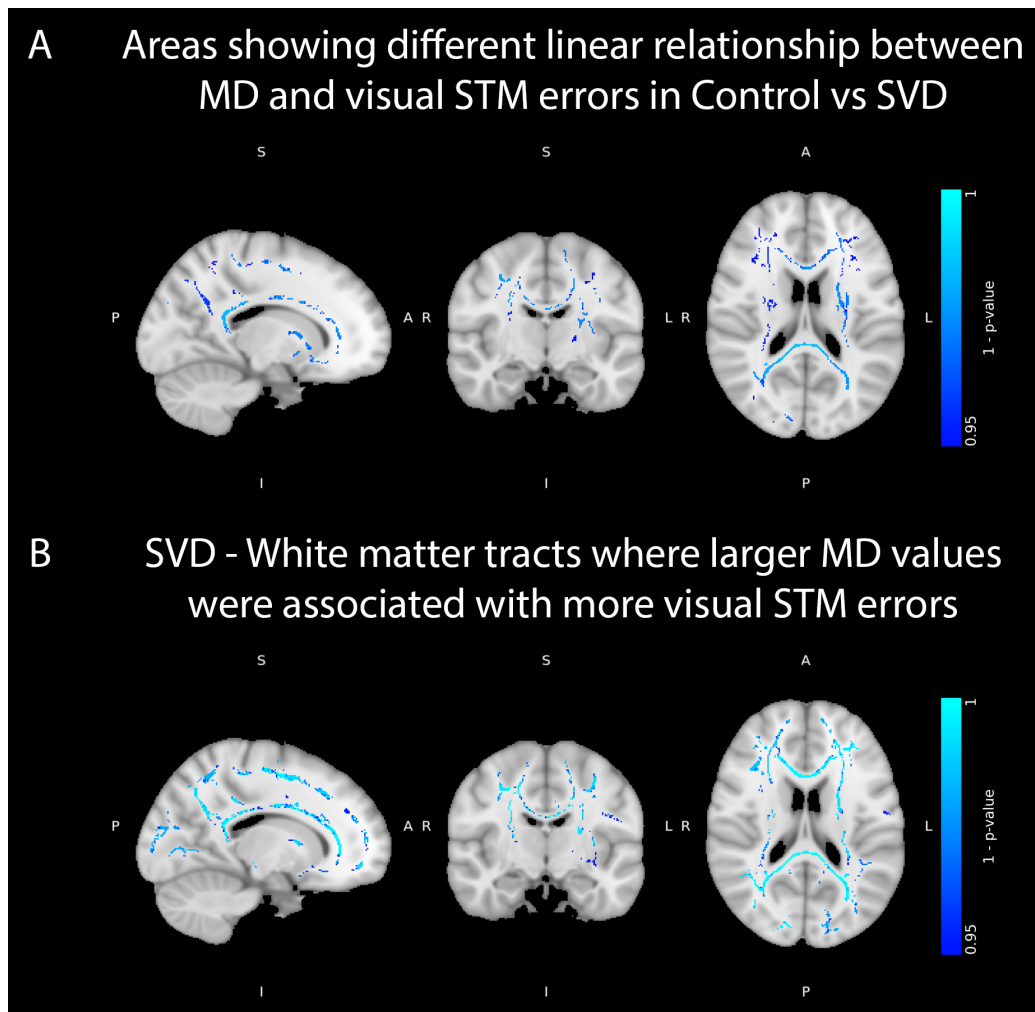 A
Areas showing different linear relationship between
MD and visual STM errors in Control vs SVD
S
S
A
P
A
R
L
R
L
I
I
P
1
1 - p-value
0.95
B
SVD - White matter tracts where larger MD values
were associated with more visual STM errors
S
S
A
P
A
R
L
R
L
I
I
P
1
1 - p-value
0.95